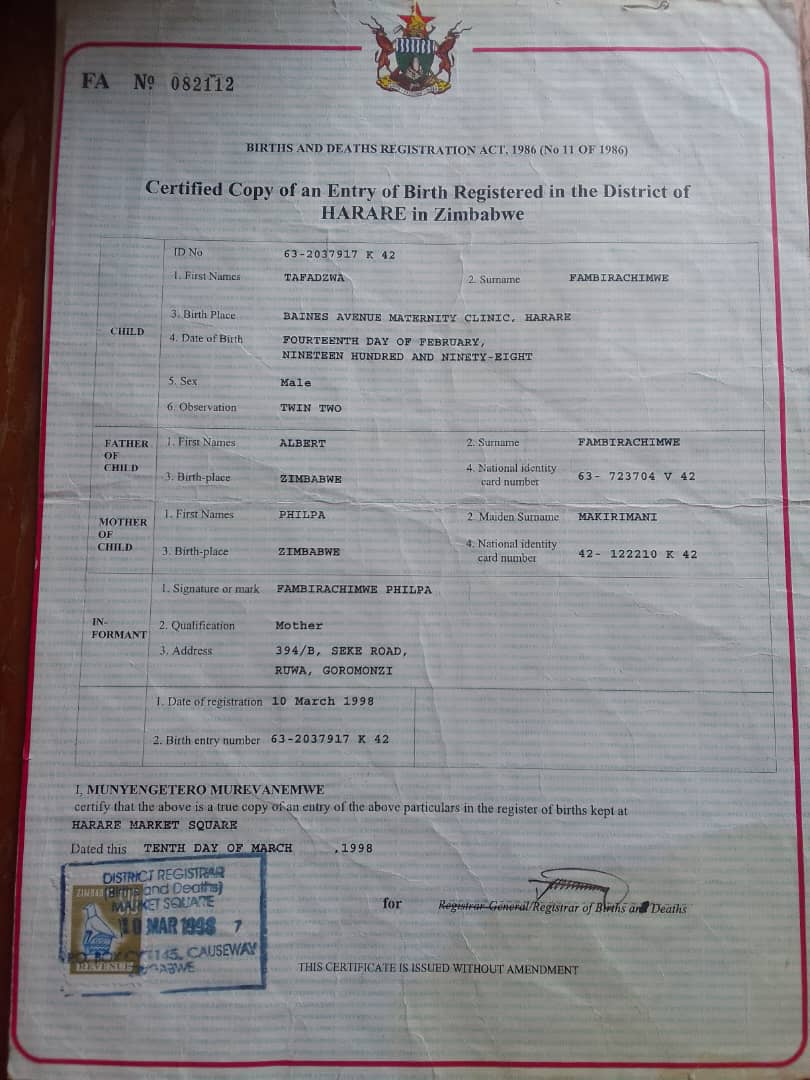 FA No 082112
BIRTHS AND DEATHS REGISTRATION ACT, 1986 (No 11 OF 1986)
Certified Copy of an Entry of Birth Registered in the District of
HARARE in Zimbabwe
CHILD
ID No 63-2037917 K 42
1. First Names TAFADZWA 2. Surname FAMBIRACHIMWE
3. Birth Place BAINES AVENUE MATERNITY CLINIC, HARARE
4. Date of Birth FOURTEENTH DAY OF FEBRUARY,
NINETEEN HUNDRED AND NINETY-EIGHT
5. Sex Male
6. Observation TWIN TWO
FATHER OF CHILD
1. First Names ALBERT 2. Surname FAMBIRACHIMWE
3. Birth-place ZIMBABWE 4. National identity card number 63- 723704 V 42
MOTHER OF CHILD
1. First Names PHILPA 2. Maiden Surname MAKIRIMANI
3. Birth-place ZIMBABWE 4. National identity card number 42- 122210 K 42
IN-FORMANT
1. Signature or mark FAMBIRACHIMWE PHILPA
2. Qualification Mother
3. Address 394/B, SEKE ROAD,
RUWA, GOROMONZI
1. Date of registration 10 March 1998
2. Birth entry number 63-2037917 K 42
I, MUNYENGETERO MUREVANEMWE
certify that the above is a true copy of an entry of the above particulars in the register of births kept at
HARARE MARKET SQUARE
Dated this TENTH DAY OF MARCH ,1998
DISTRICT REGISTRAR
(Births and Deaths)
MARKET SQUARE
10 MAR 1998 7
CAUSEWAY
REVENUE
for Registrar-General/Registrar of Births and Deaths
THIS CERTIFICATE IS ISSUED WITHOUT AMENDMENT